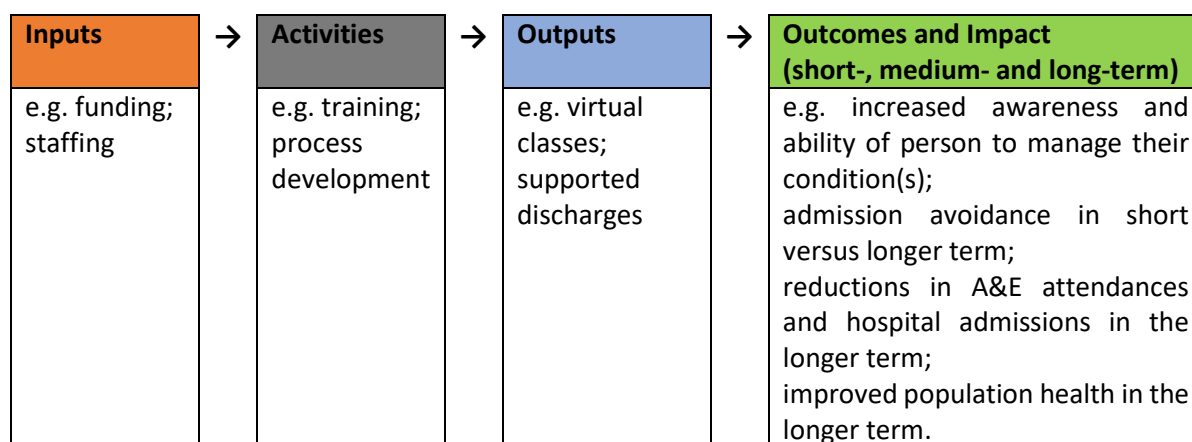 Inputs
→
Activities
→
Outputs
→
Outcomes and Impact
(short-, medium- and long-term)
e.g. funding;
staffing
e.g. training;
process
development
e.g. virtual
classes;
supported
discharges
e.g. increased awareness and
ability of person to manage their
condition(s);
admission avoidance in short
versus longer term;
reductions in A&E attendances
and hospital admissions in the
longer term;
improved population health in the
longer term.